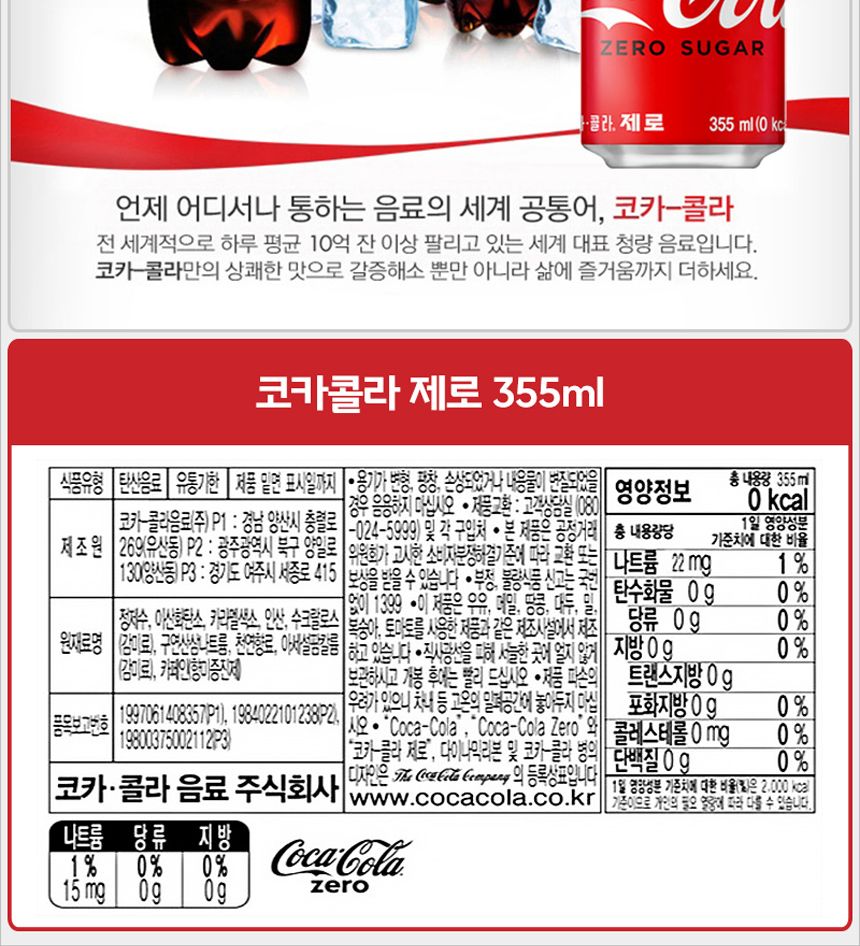 Col
ZERO SUGAR
콜라. 제로 355 ml (0 kc
언제 어디서나 통하는 음료의 세계 공통어, 코카-콜라
전 세계적으로 하루 평균 10억 잔 이상 팔리고 있는 세계 대표 청량 음료입니다.
코카-콜라만의 상쾌한 맛으로 갈증해소 뿐만 아니라 삶에 즐거움까지 더하세요.
코카콜라 제로 355ml
식품유형 탄산음료 유통기한 제품 밑면 표시일까지
제 조 원
코카-콜라음료(주) P1 : 경남 양산시 충렬로
269(유산동) P2 : 광주광역시 북구 양일로
130(양산동) P3 : 경기도 여주시 세종로 415
원재료명
정제수, 이산화탄소, 카라멜색소, 인산, 수크랄로스
(감미료), 구연산삼나트륨, 천연향료, 아세설팜칼륨
(감미료), 카페인(향미증진제)
품목보고번호
1997061408357(P1), 1984022101238(P2),
19800375002112(P3)
코카·콜라 음료 주식회사
• 용기가 변형, 팽창, 손상되었거나 내용물이 변질되었을
경우 음용하지 마십시오 • 제품교환 : 고객상담실 (080
-024-5999) 및 각 구입처 • 본 제품은 공정거래
위원회가 고시한 소비자분쟁해결기준에 따라 교환 또는
보상을 받을 수 있습니다 • 부정, 불량식품 신고는 국번
없이 1399 •이 제품은 우유, 메밀, 땅콩, 대두, 밀,
복숭아, 토마토를 사용한 제품과 같은 제조시설에서 제조
하고 있습니다 •직사광선을 피해 서늘한 곳에 얼지 않게
보관하시고 개봉 후에는 빨리 드십시오 •제품 파손의
우려가 있으니 차내 등 고온의 밀폐공간에 놓아두지 마십
시오 • "Coca-Cola", "Coca-Cola Zero" 와
"코카-콜라 제로", 다이나믹리본 및 코카-콜라 병의
디자인은 The Coca-Cola Company 의 등록상표입니다
www.cocacola.co.kr
영양정보 총 내용량 355 ml
0 kcal
총 내용량당 1일 영양성분
기준치에 대한 비율
나트륨 22 mg 1 %
탄수화물 0 g 0 %
당류 0 g 0 %
지방 0 g 0 %
트랜스지방 0 g
포화지방 0 g 0 %
콜레스테롤 0 mg 0 %
단백질 0 g 0 %
1일 영양성분 기준치에 대한 비율(%)은 2,000 kcal
기준이므로 개인의 필요 열량에 따라 다를 수 있습니다.
나트륨 당류 지방
1% 0% 0%
15 mg 0g 0g
Coca-Cola
zero